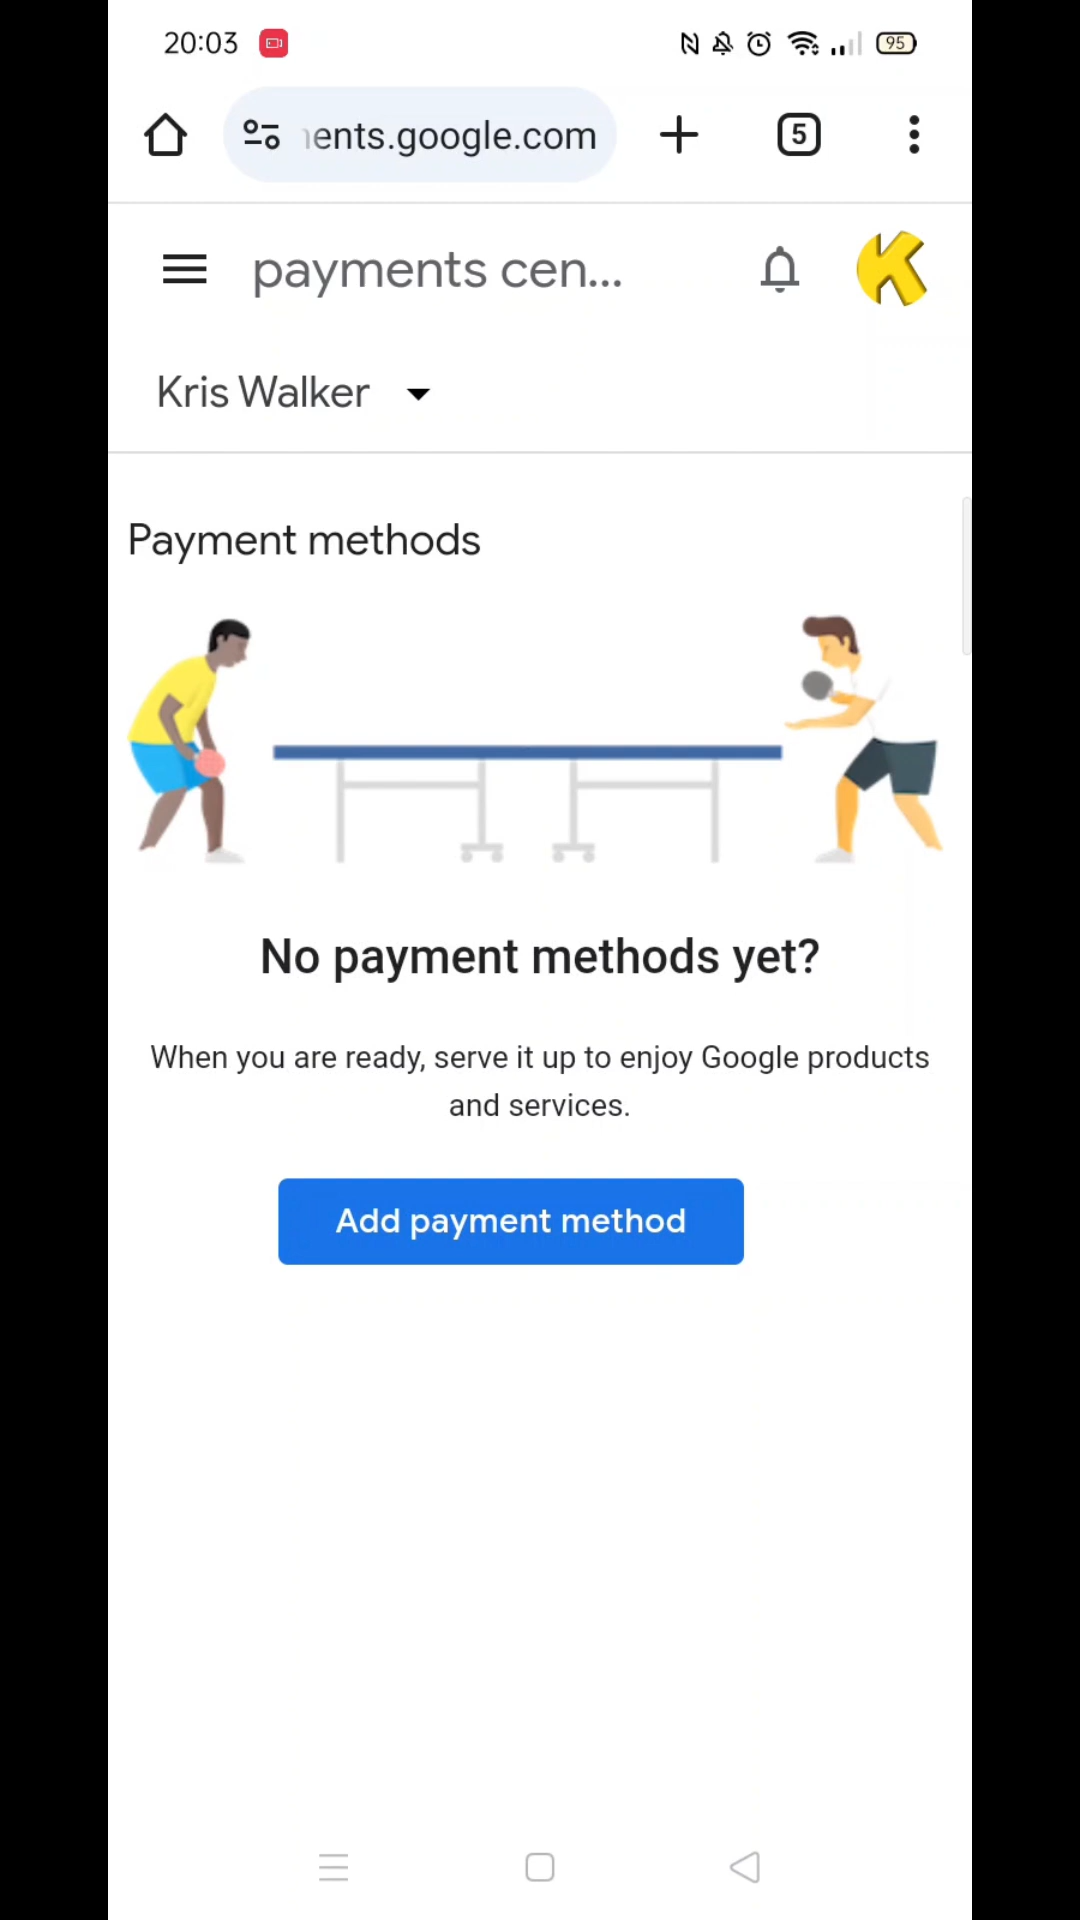 20:03
95
ents.google.com
5
payments cen...
K
Kris Walker
Payment methods
No payment methods yet?
When you are ready, serve it up to enjoy Google products
and services.
Add payment method